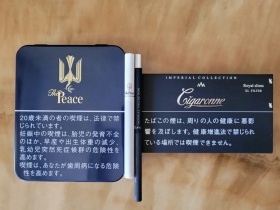 The
Peace
20歳未満の者の喫煙は、法律で禁
じられています。
妊娠中の喫煙は、胎児の発育不全
のほか、早産や出生体重の減少、
乳幼児突然死症候群の危険性を
高めます。
喫煙は、あなたが歯周病になる危険
性を高めます。
IMPERIAL COLLECTION
Cigaronne
Royal slims
XL FILTER
たばこの煙は、周りの人の健康に悪影
響を及ぼします。健康増進法で禁じられ
ている場所では喫煙できません。